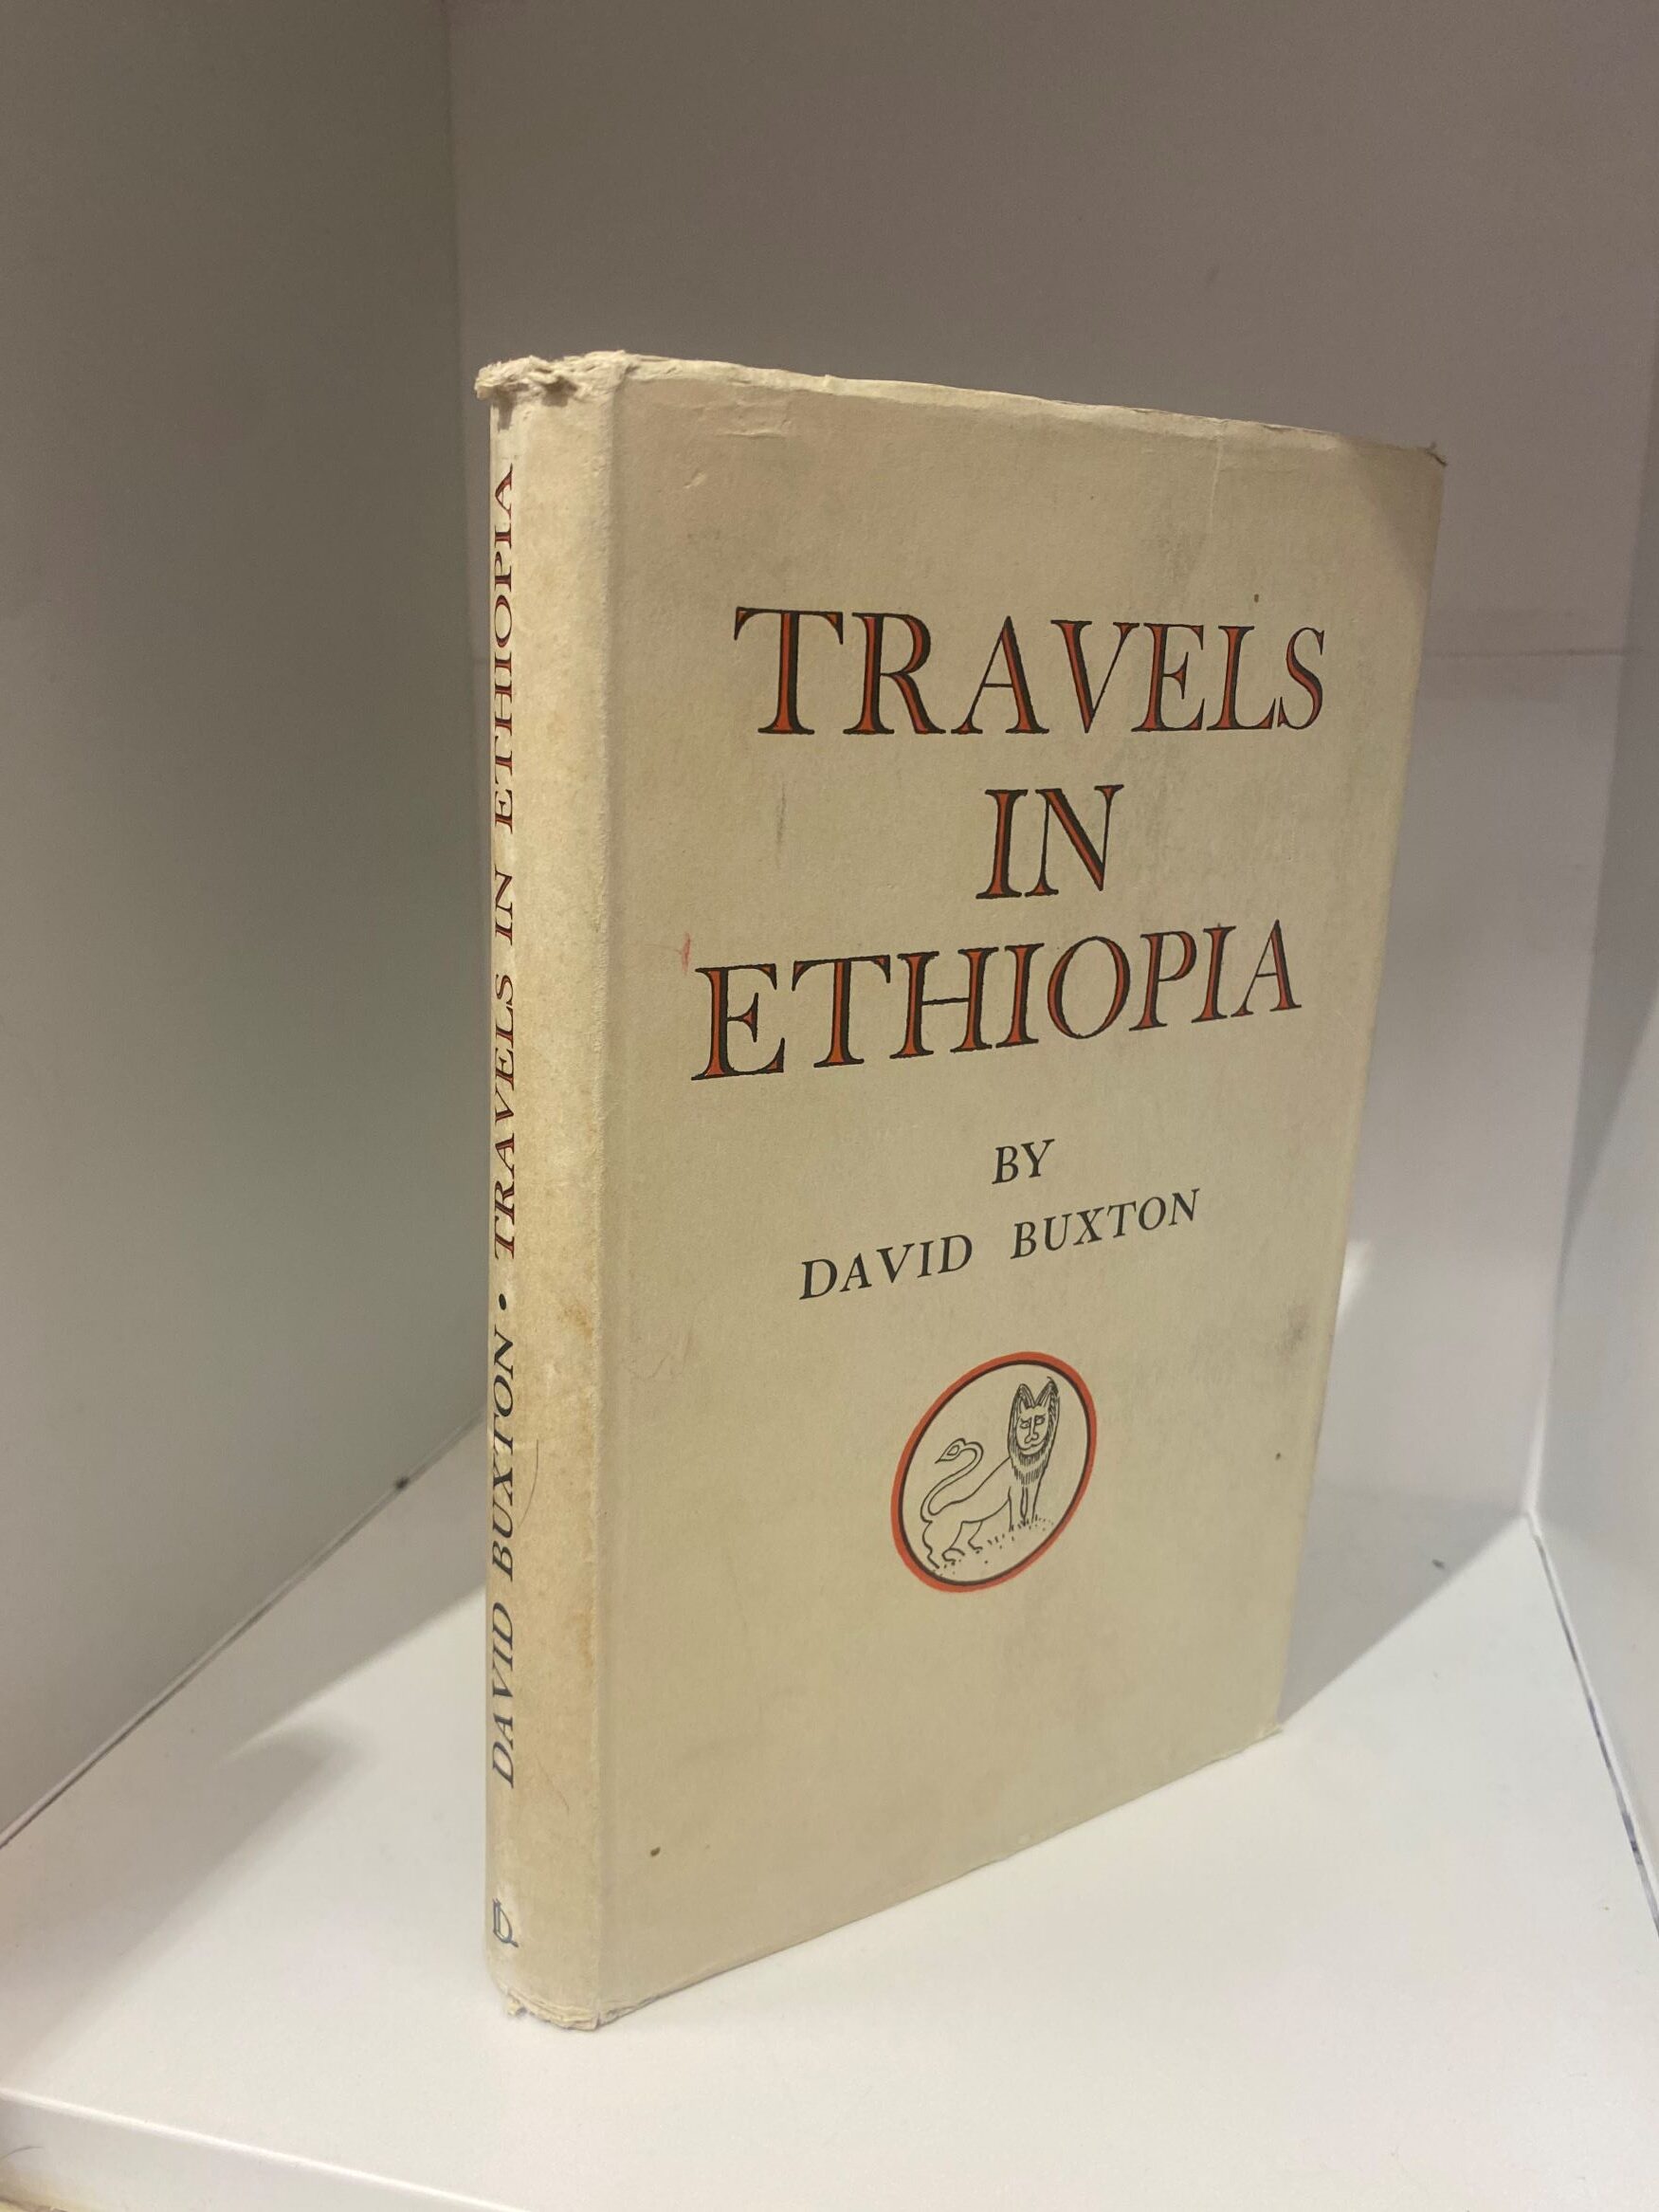 DAVID BUXTON • TRAVELS IN ETHIOPIA
TRAVELS
IN
ETHIOPIA
BY
DAVID BUXTON